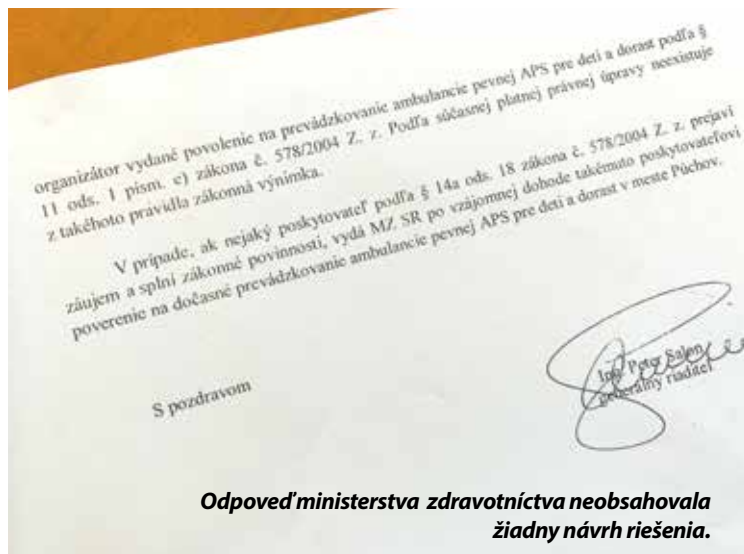 organizátor vydané povolenie na prevádzkovanie ambulancie pevnej APS pre deti a dorast podľa §
11 ods. 1 písm. c) zákona č. 578/2004 Z. z. Podľa súčasnej platnej právnej úpravy neexistuje
z takéhoto pravidla zákonná výnimka.
V prípade, ak nejaký poskytovateľ podľa § 14a ods. 18 zákona č. 578/2004 Z. z. prejaví
záujem a splní zákonné povinnosti, vydá MZ SR po vzájomnej dohode takémuto poskytovateľovi
poverenie na dočasné prevádzkovanie ambulancie pevnej APS pre deti a dorast v meste Púchov.
S pozdravom
Ing. Peter Salon
generálny riaditeľ
Odpoveď ministerstva zdravotníctva neobsahovala
žiadny návrh riešenia.